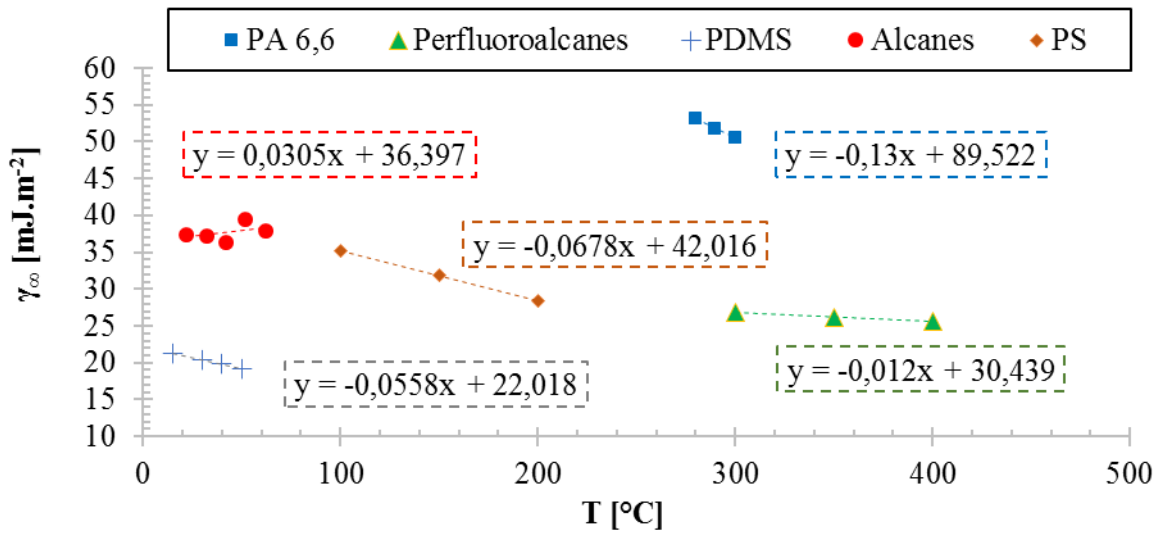 PA 6,6 Perfluoroalcanes PDMS Alcanes PS
60
55
50
45
40
35
30
25
20
15
10
γ∞ [mJ.m-2]
y = 0,0305x + 36,397
y = -0,13x + 89,522
y = -0,0678x + 42,016
y = -0,0558x + 22,018
y = -0,012x + 30,439
0 100 200 300 400 500
T [°C]